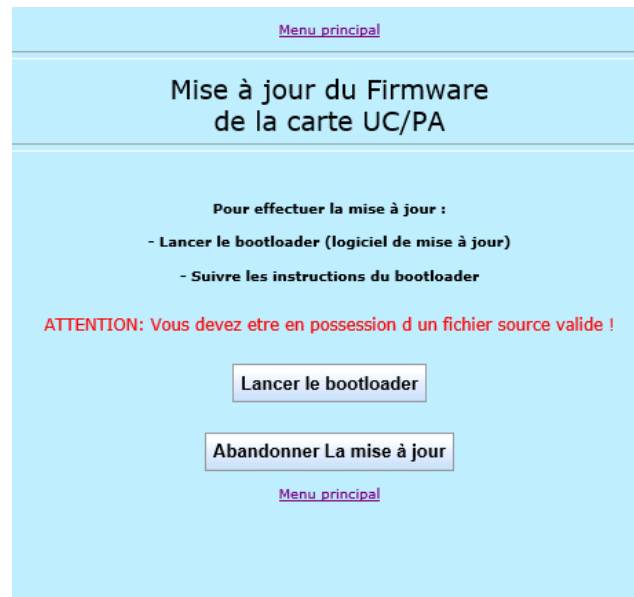 Menu principal
Mise à jour du Firmware
de la carte UC/PA
Pour effectuer la mise à jour :
- Lancer le bootloader (logiciel de mise à jour)
- Suivre les instructions du bootloader
ATTENTION: Vous devez etre en possession d un fichier source valide !
Lancer le bootloader
Abandonner La mise à jour
Menu principal